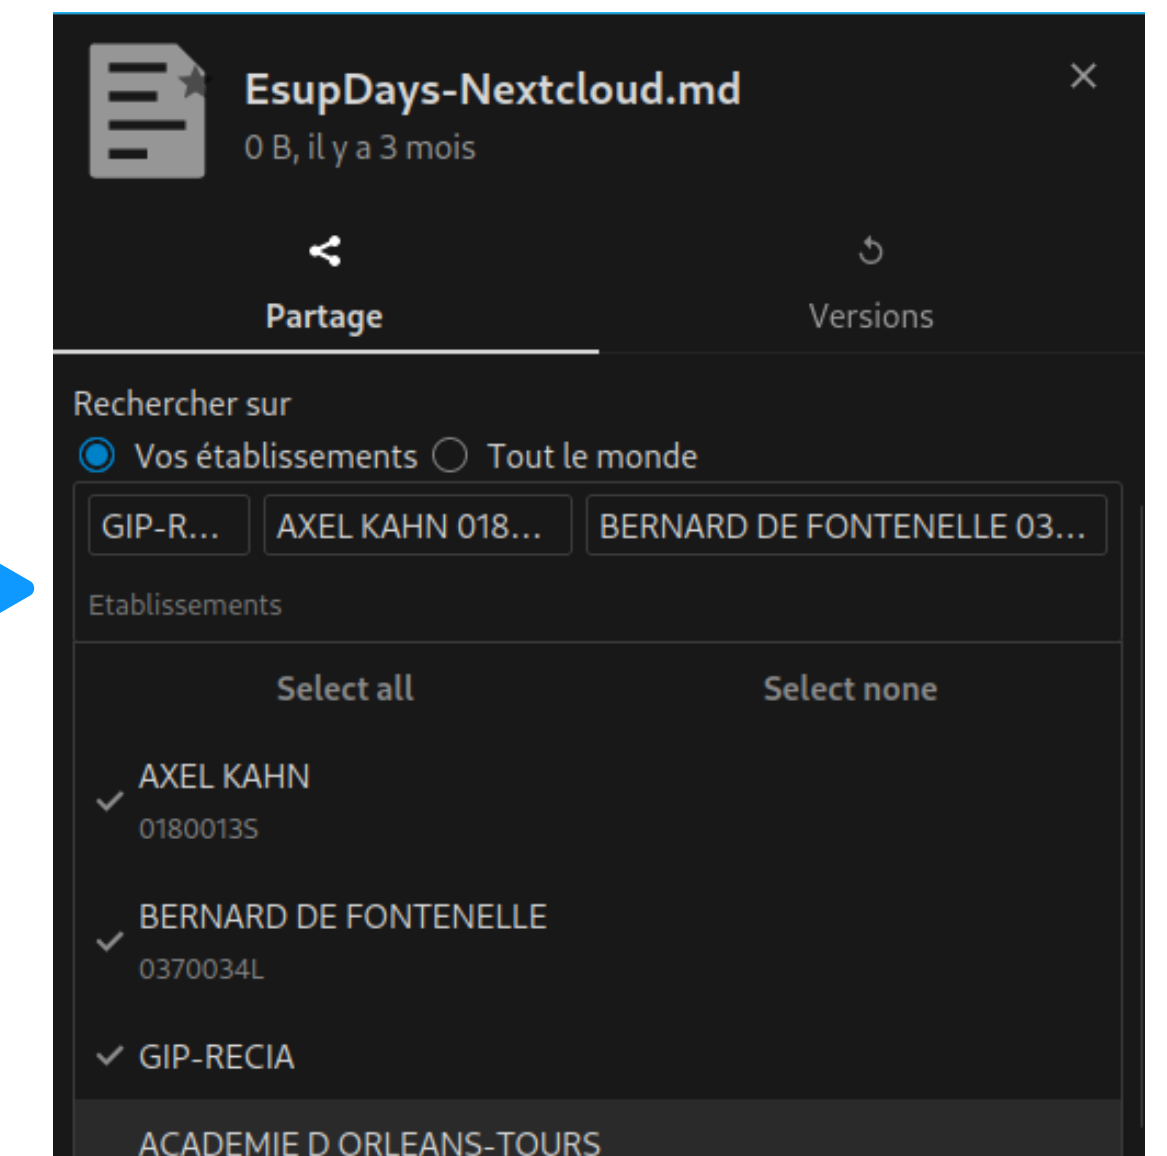 EsupDays-Nextcloud.md
0 B, il y a 3 mois
Partage
Versions
Rechercher sur
Vos établissements Tout le monde
GIP-R... AXEL KAHN 018... BERNARD DE FONTENELLE 03...
Etablissements
Select all Select none
AXEL KAHN
0180013S
BERNARD DE FONTENELLE
0370034L
GIP-RECIA
ACADEMIE D ORLEANS-TOURS